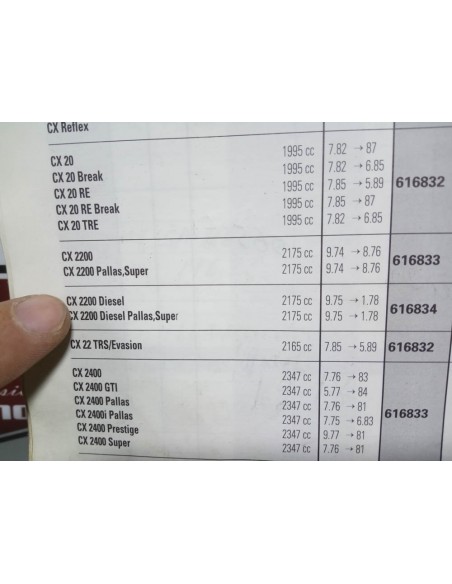 CX Reflex
CX 20 1995 cc 7.82 → 87
CX 20 Break 1995 cc 7.82 → 6.85
CX 20 RE 1995 cc 7.85 → 5.89 616832
CX 20 RE Break 1995 cc 7.85 → 87
CX 20 TRE 1995 cc 7.82 → 6.85
CX 2200 2175 cc 9.74 → 8.76 616833
CX 2200 Pallas,Super 2175 cc 9.74 → 8.76
CX 2200 Diesel 2175 cc 9.75 → 1.78 616834
CX 2200 Diesel Pallas,Super 2175 cc 9.75 → 1.78
CX 22 TRS/Evasion 2165 cc 7.85 → 5.89 616832
CX 2400 2347 cc 7.76 → 83
CX 2400 GTI 2347 cc 5.77 → 84
CX 2400 Pallas 2347 cc 7.76 → 81 616833
CX 2400i Pallas 2347 cc 7.75 → 6.83
CX 2400 Prestige 2347 cc 9.77 → 81
CX 2400 Super 2347 cc 7.76 → 81